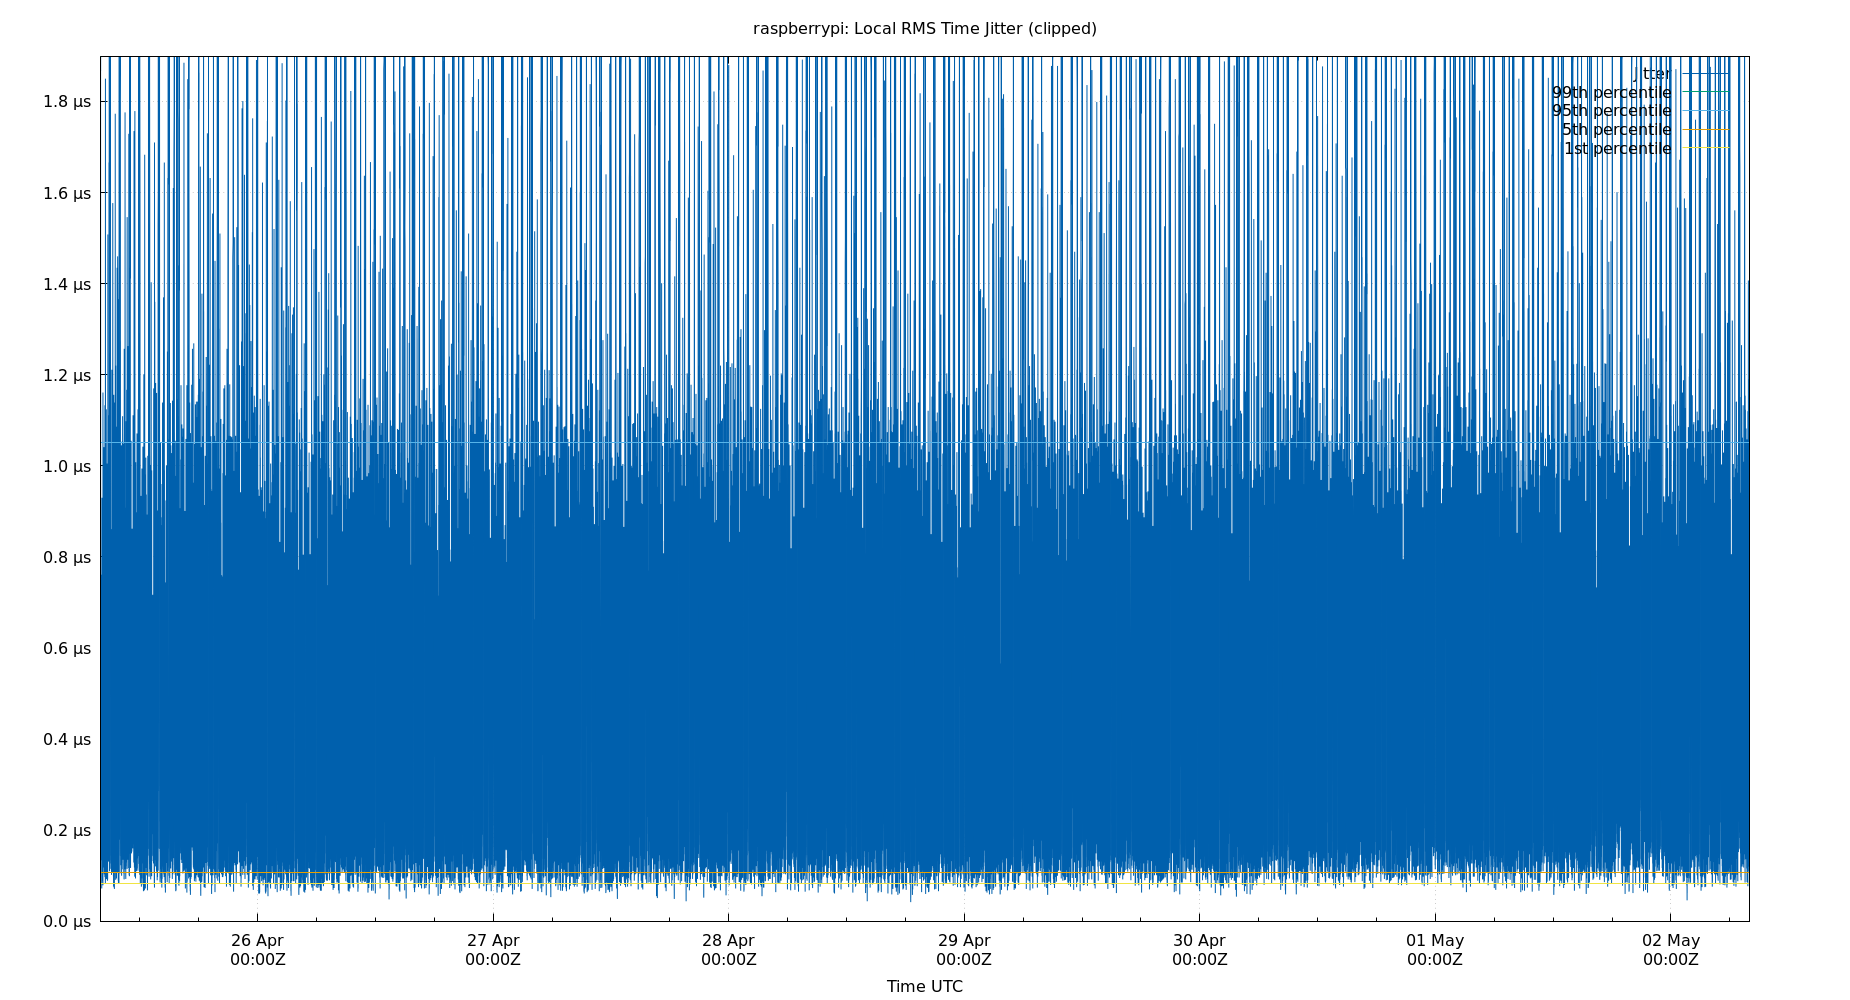 raspberrypi: Local RMS Time Jitter (clipped)
jitter
99th percentile
95th percentile
5th percentile
1st percentile
1.8 µs
1.6 µs
1.4 µs
1.2 µs
1.0 µs
0.8 µs
0.6 µs
0.4 µs
0.2 µs
0.0 µs
26 Apr 27 Apr 28 Apr 29 Apr 30 Apr 01 May 02 May
00:00Z 00:00Z 00:00Z 00:00Z 00:00Z 00:00Z 00:00Z
Time UTC